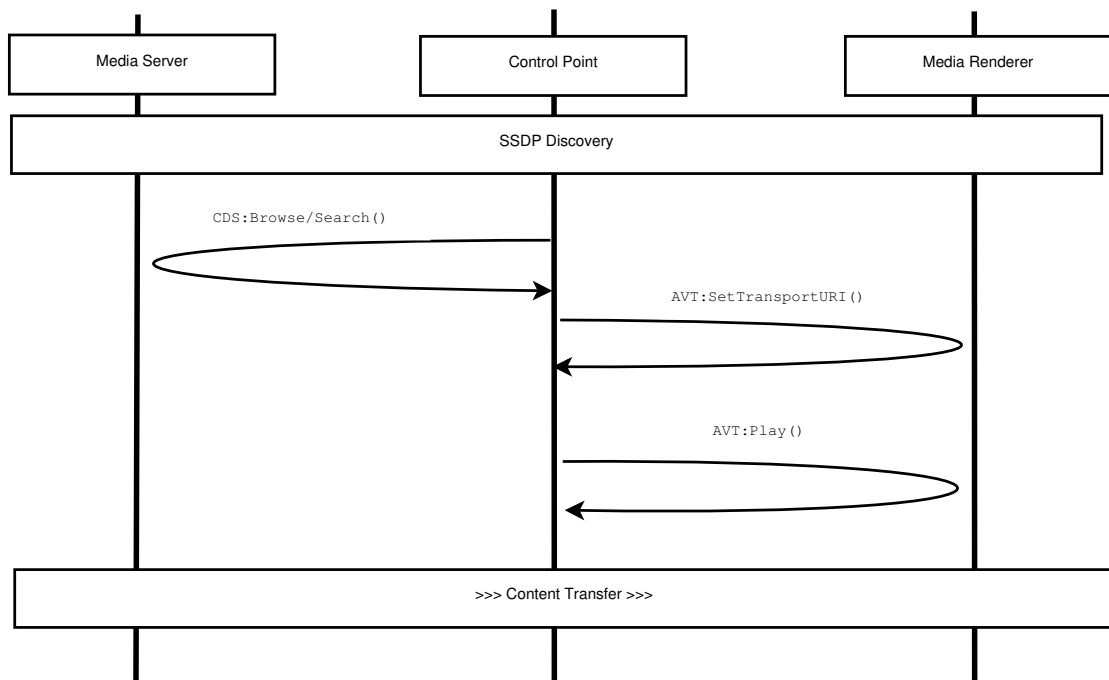 Media Server
Control Point
Media Renderer
SSDP Discovery
CDS:Browse/Search()
AVT:SetTransportURI()
AVT:Play()
>>> Content Transfer >>>